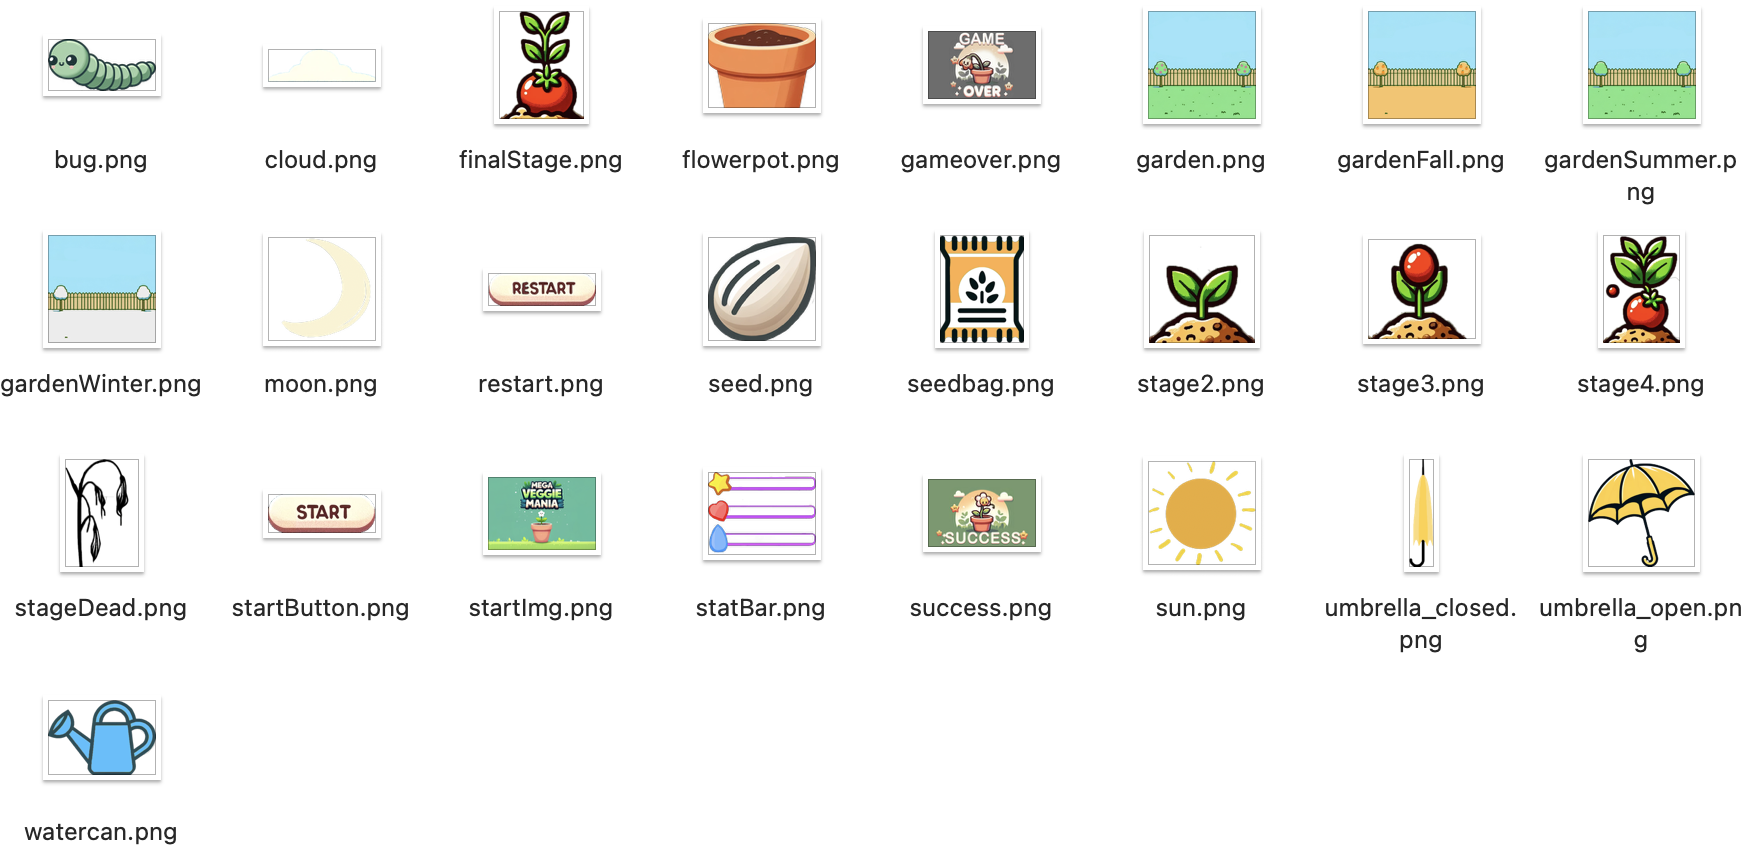 GAME
OVER
bug.png
cloud.png
finalStage.png
flowerpot.png
gameover.png
garden.png
gardenFall.png
gardenSummer.p
ng
RESTART
gardenWinter.png
moon.png
restart.png
seed.png
seedbag.png
stage2.png
stage3.png
stage4.png
START
MEGA
VEGGIE
MANIA
SUCCESS
stageDead.png
startButton.png
startImg.png
statBar.png
success.png
sun.png
umbrella_closed.
png
umbrella_open.pn
g
watercan.png